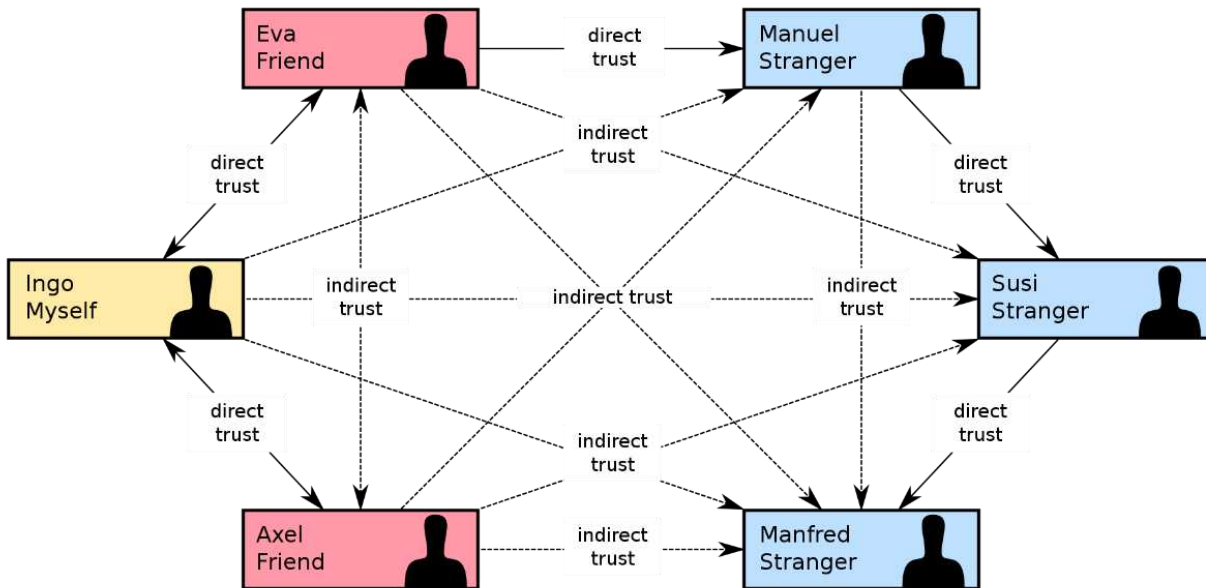 Eva
Friend
direct
trust
Manuel
Stranger
indirect
trust
direct
trust
direct
trust
Ingo
Myself
indirect
trust
indirect trust
indirect
trust
Susi
Stranger
direct
trust
indirect
trust
direct
trust
Axel
Friend
indirect
trust
Manfred
Stranger